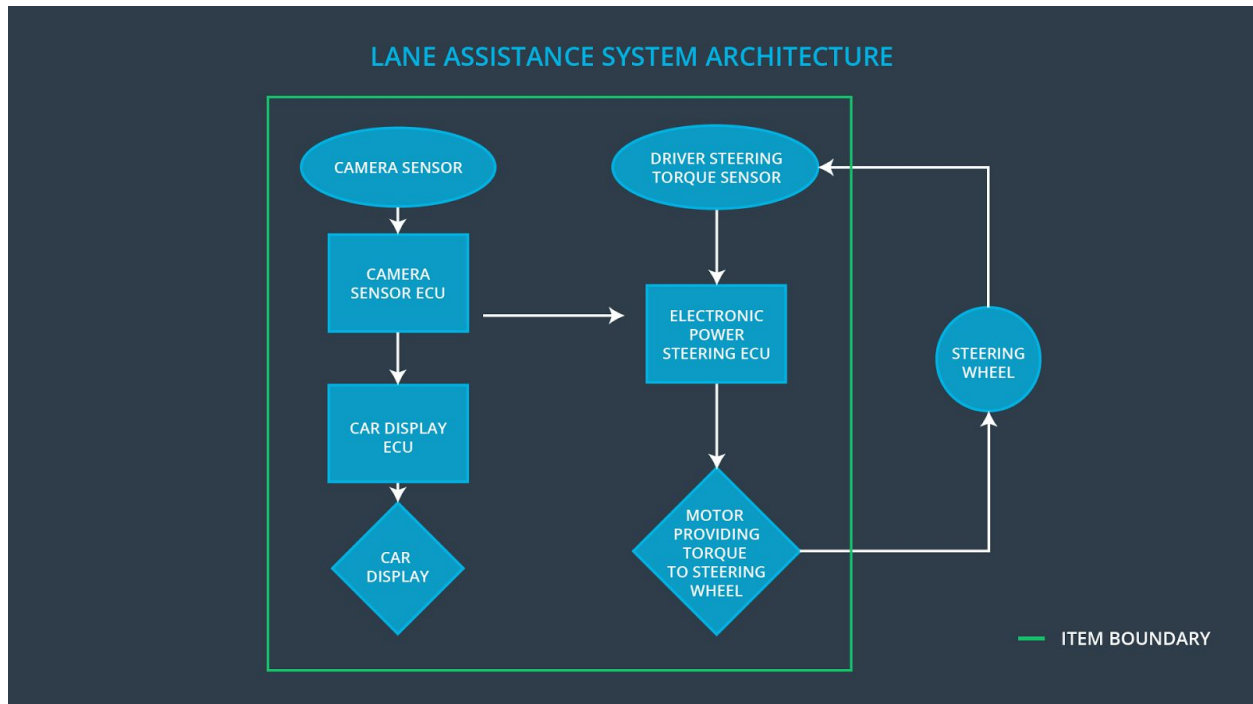 LANE ASSISTANCE SYSTEM ARCHITECTURE
CAMERA SENSOR
CAMERA
SENSOR ECU
CAR DISPLAY
ECU
CAR
DISPLAY
DRIVER STEERING
TORQUE SENSOR
ELECTRONIC
POWER
STEERING ECU
MOTOR
PROVIDING
TORQUE
TO STEERING
WHEEL
STEERING
WHEEL
ITEM BOUNDARY